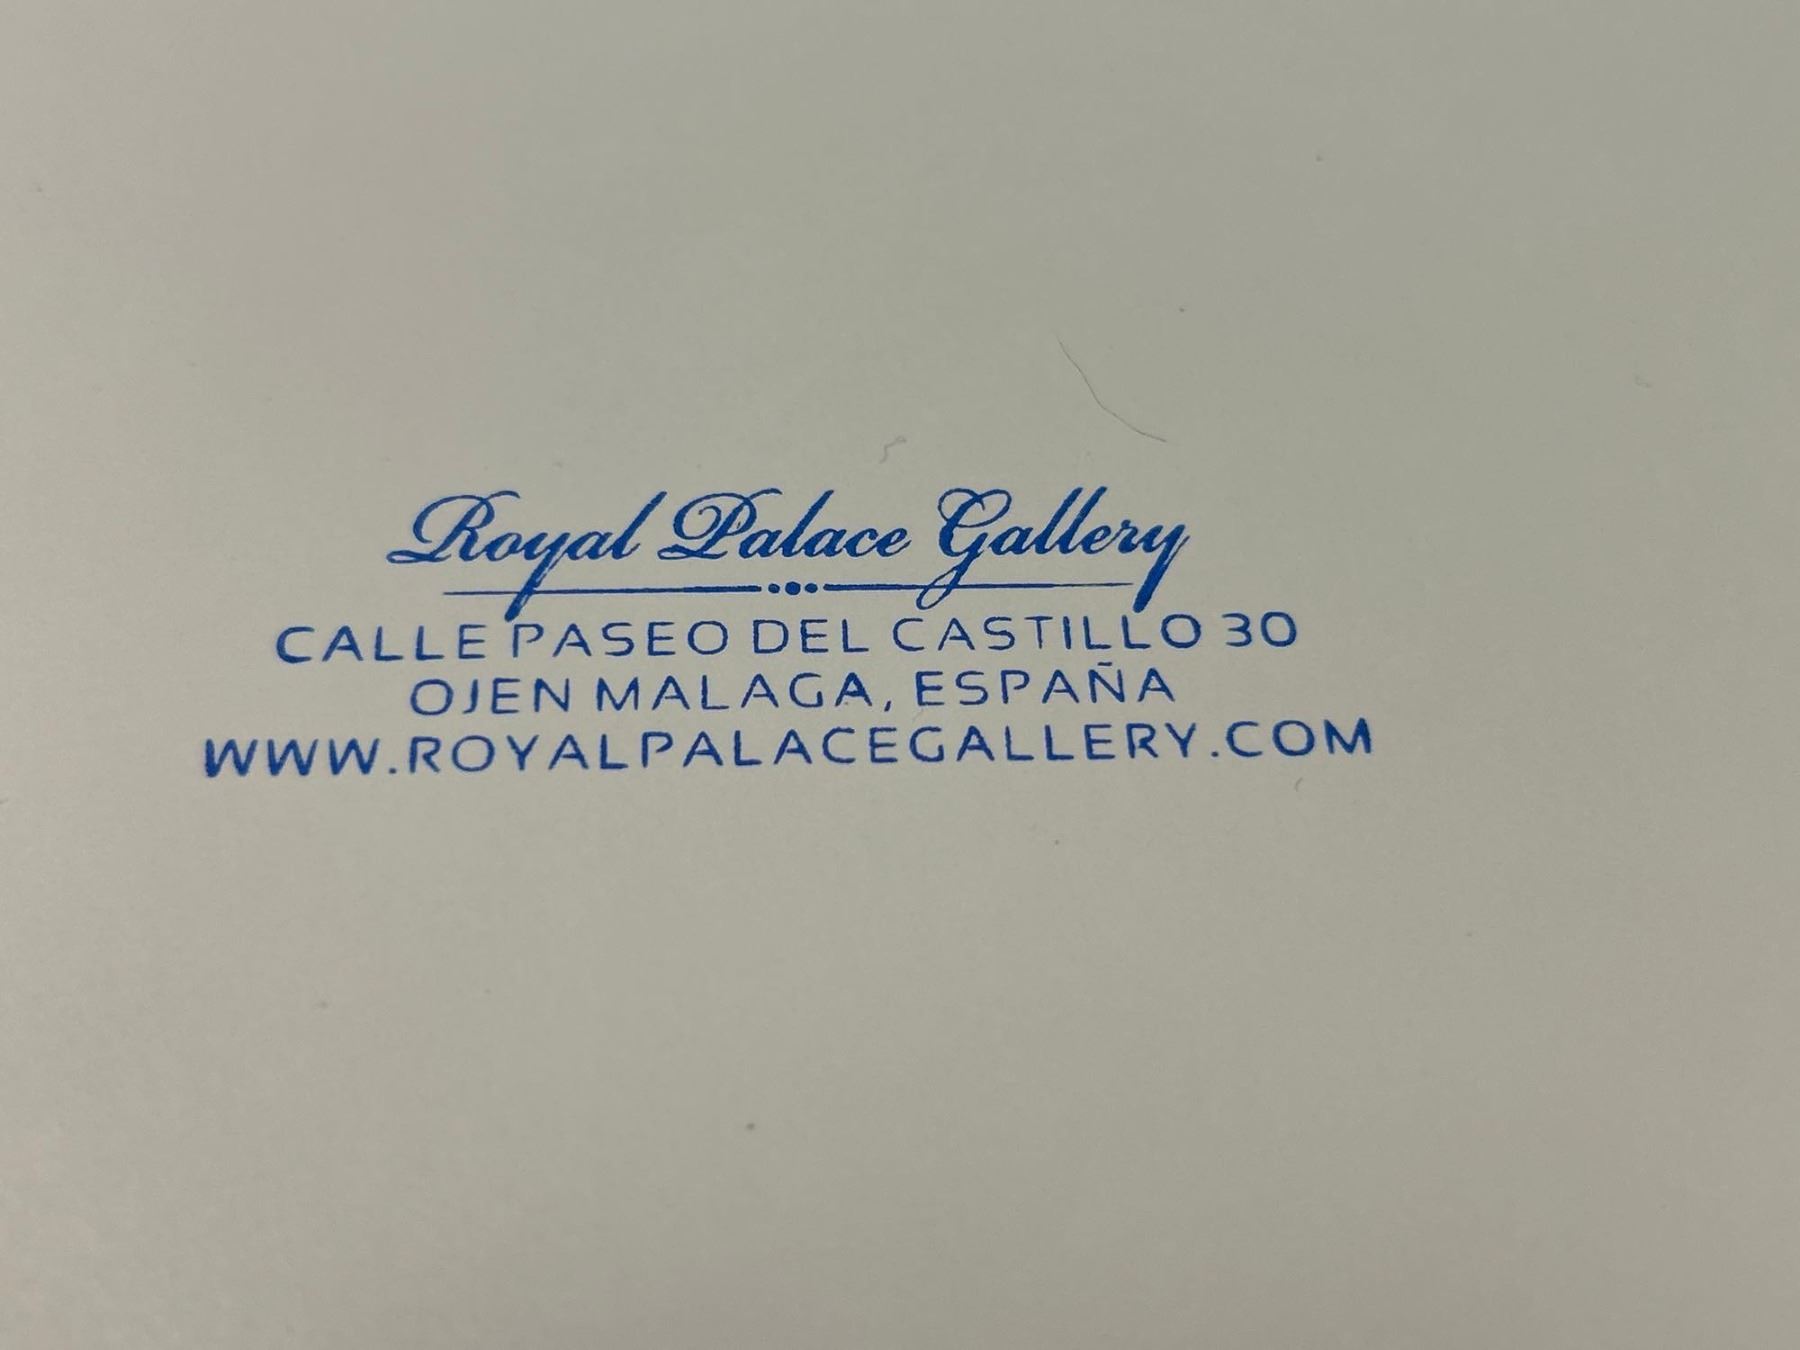 Royal Palace Gallery
CALLE PASEO DEL CASTILLO 30
OJEN MALAGA, ESPAÑA
WWW.ROYALPALACEGALLERY.COM